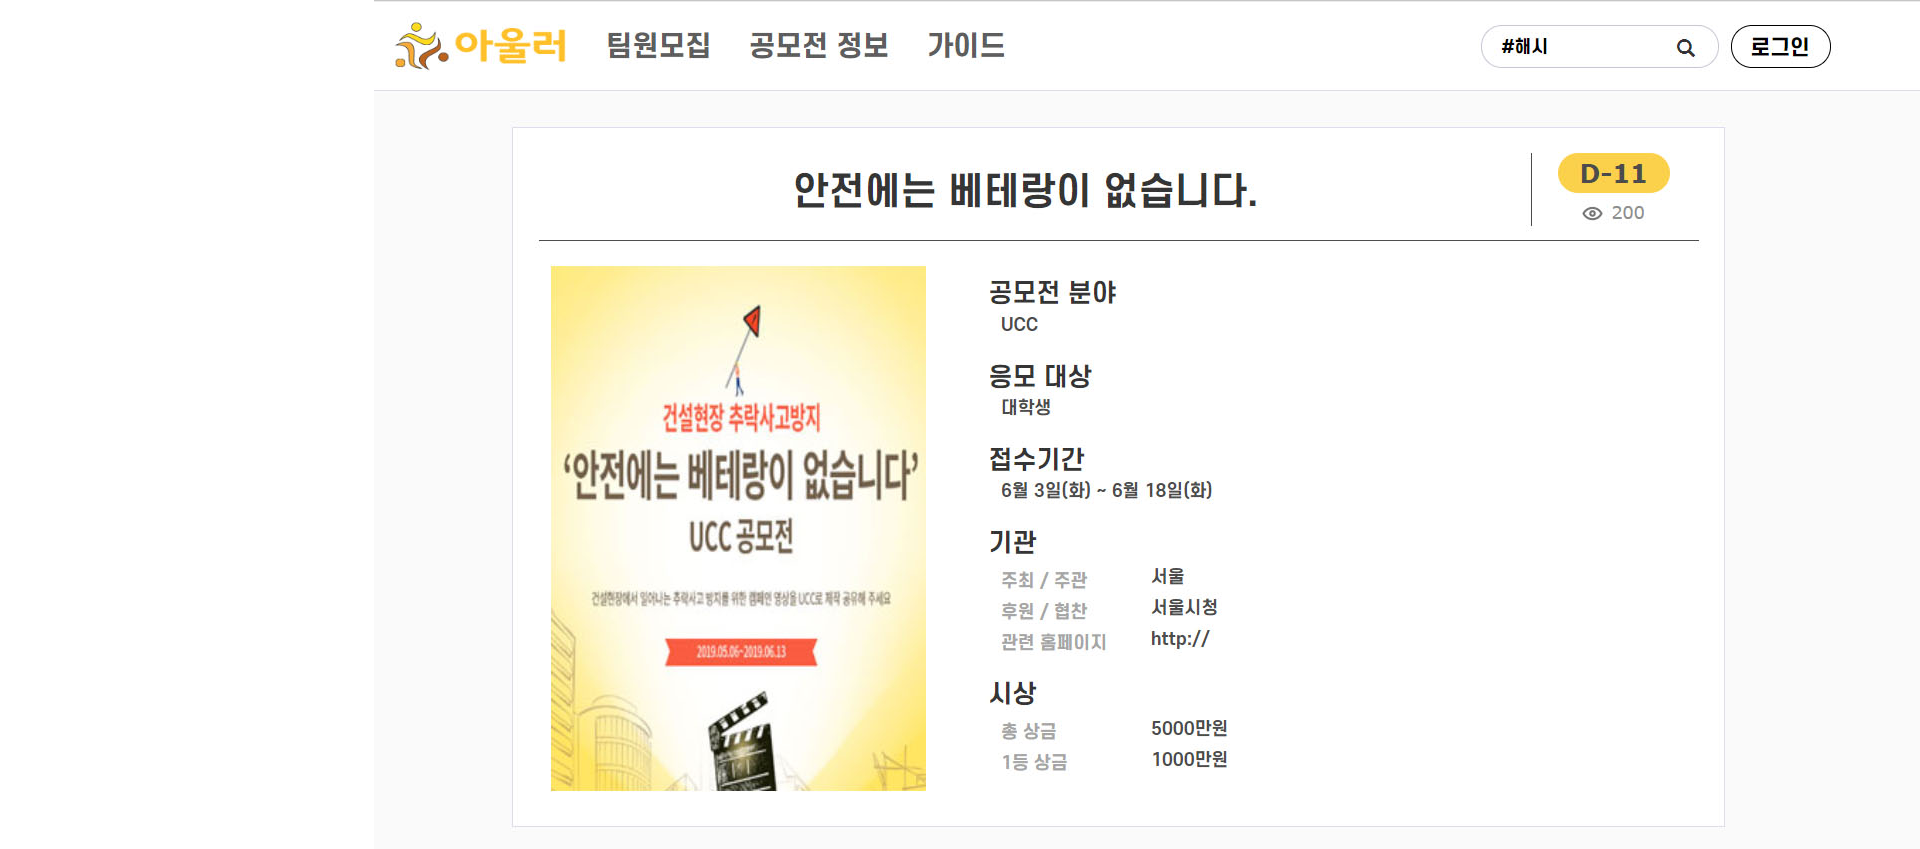 아울러 팀원모집 공모전 정보 가이드 #해시 로그인
안전에는 베테랑이 없습니다.
D-11
200
건설현장 추락사고방지
‘안전에는 베테랑이 없습니다’
UCC 공모전
건설현장에서 일어나는 추락사고 방지를 위한 캠페인 영상을 UCC로 제작 공유해 주세요
2019.05.06~2019.06.13
공모전 분야
UCC
응모 대상
대학생
접수기간
6월 3일(화) ~ 6월 18일(화)
기관
주최 / 주관 서울
후원 / 협찬 서울시청
관련 홈페이지 http://
시상
총 상금 5000만원
1등 상금 1000만원